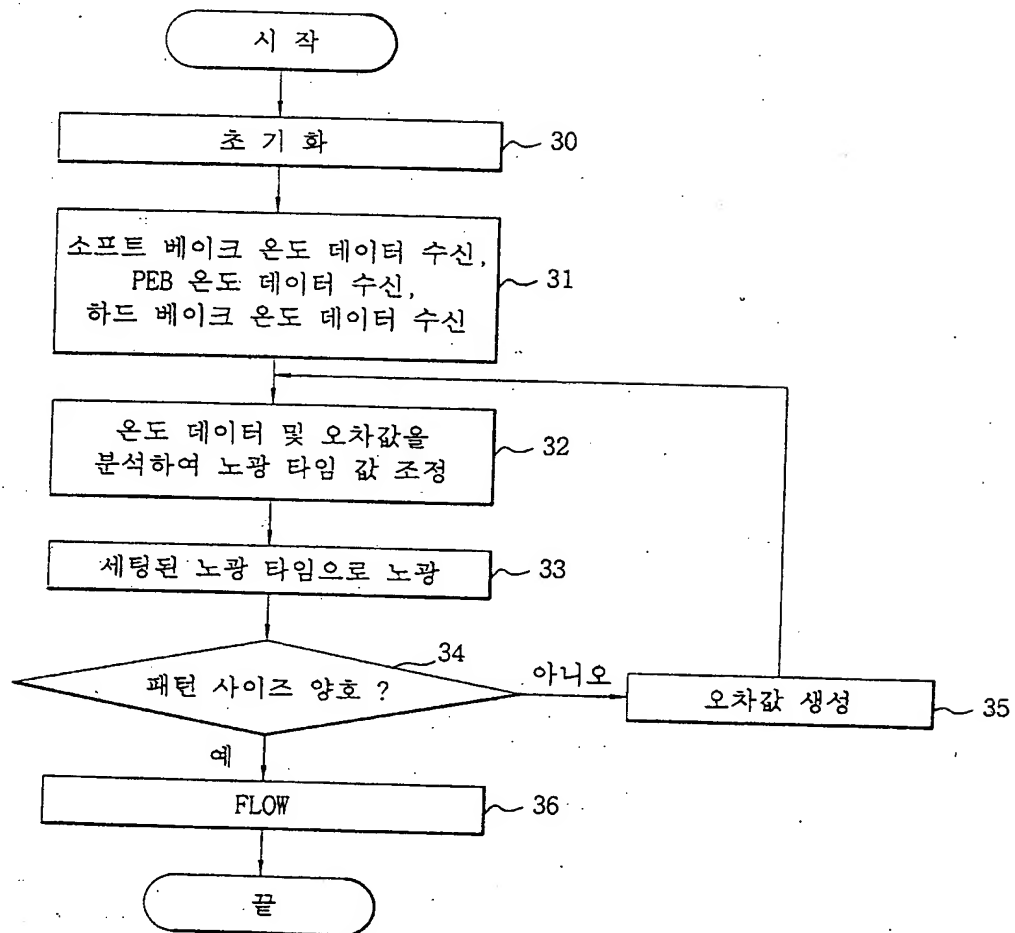 시 작
초 기 화
30
소프트 베이크 온도 데이터 수신,
PEB 온도 데이터 수신,
하드 베이크 온도 데이터 수신
31
온도 데이터 및 오차값을
분석하여 노광 타임 값 조정
32
세팅된 노광 타임으로 노광
33
34
패턴 사이즈 양호 ?
아니오
오차값 생성
35
예
FLOW
36
끝